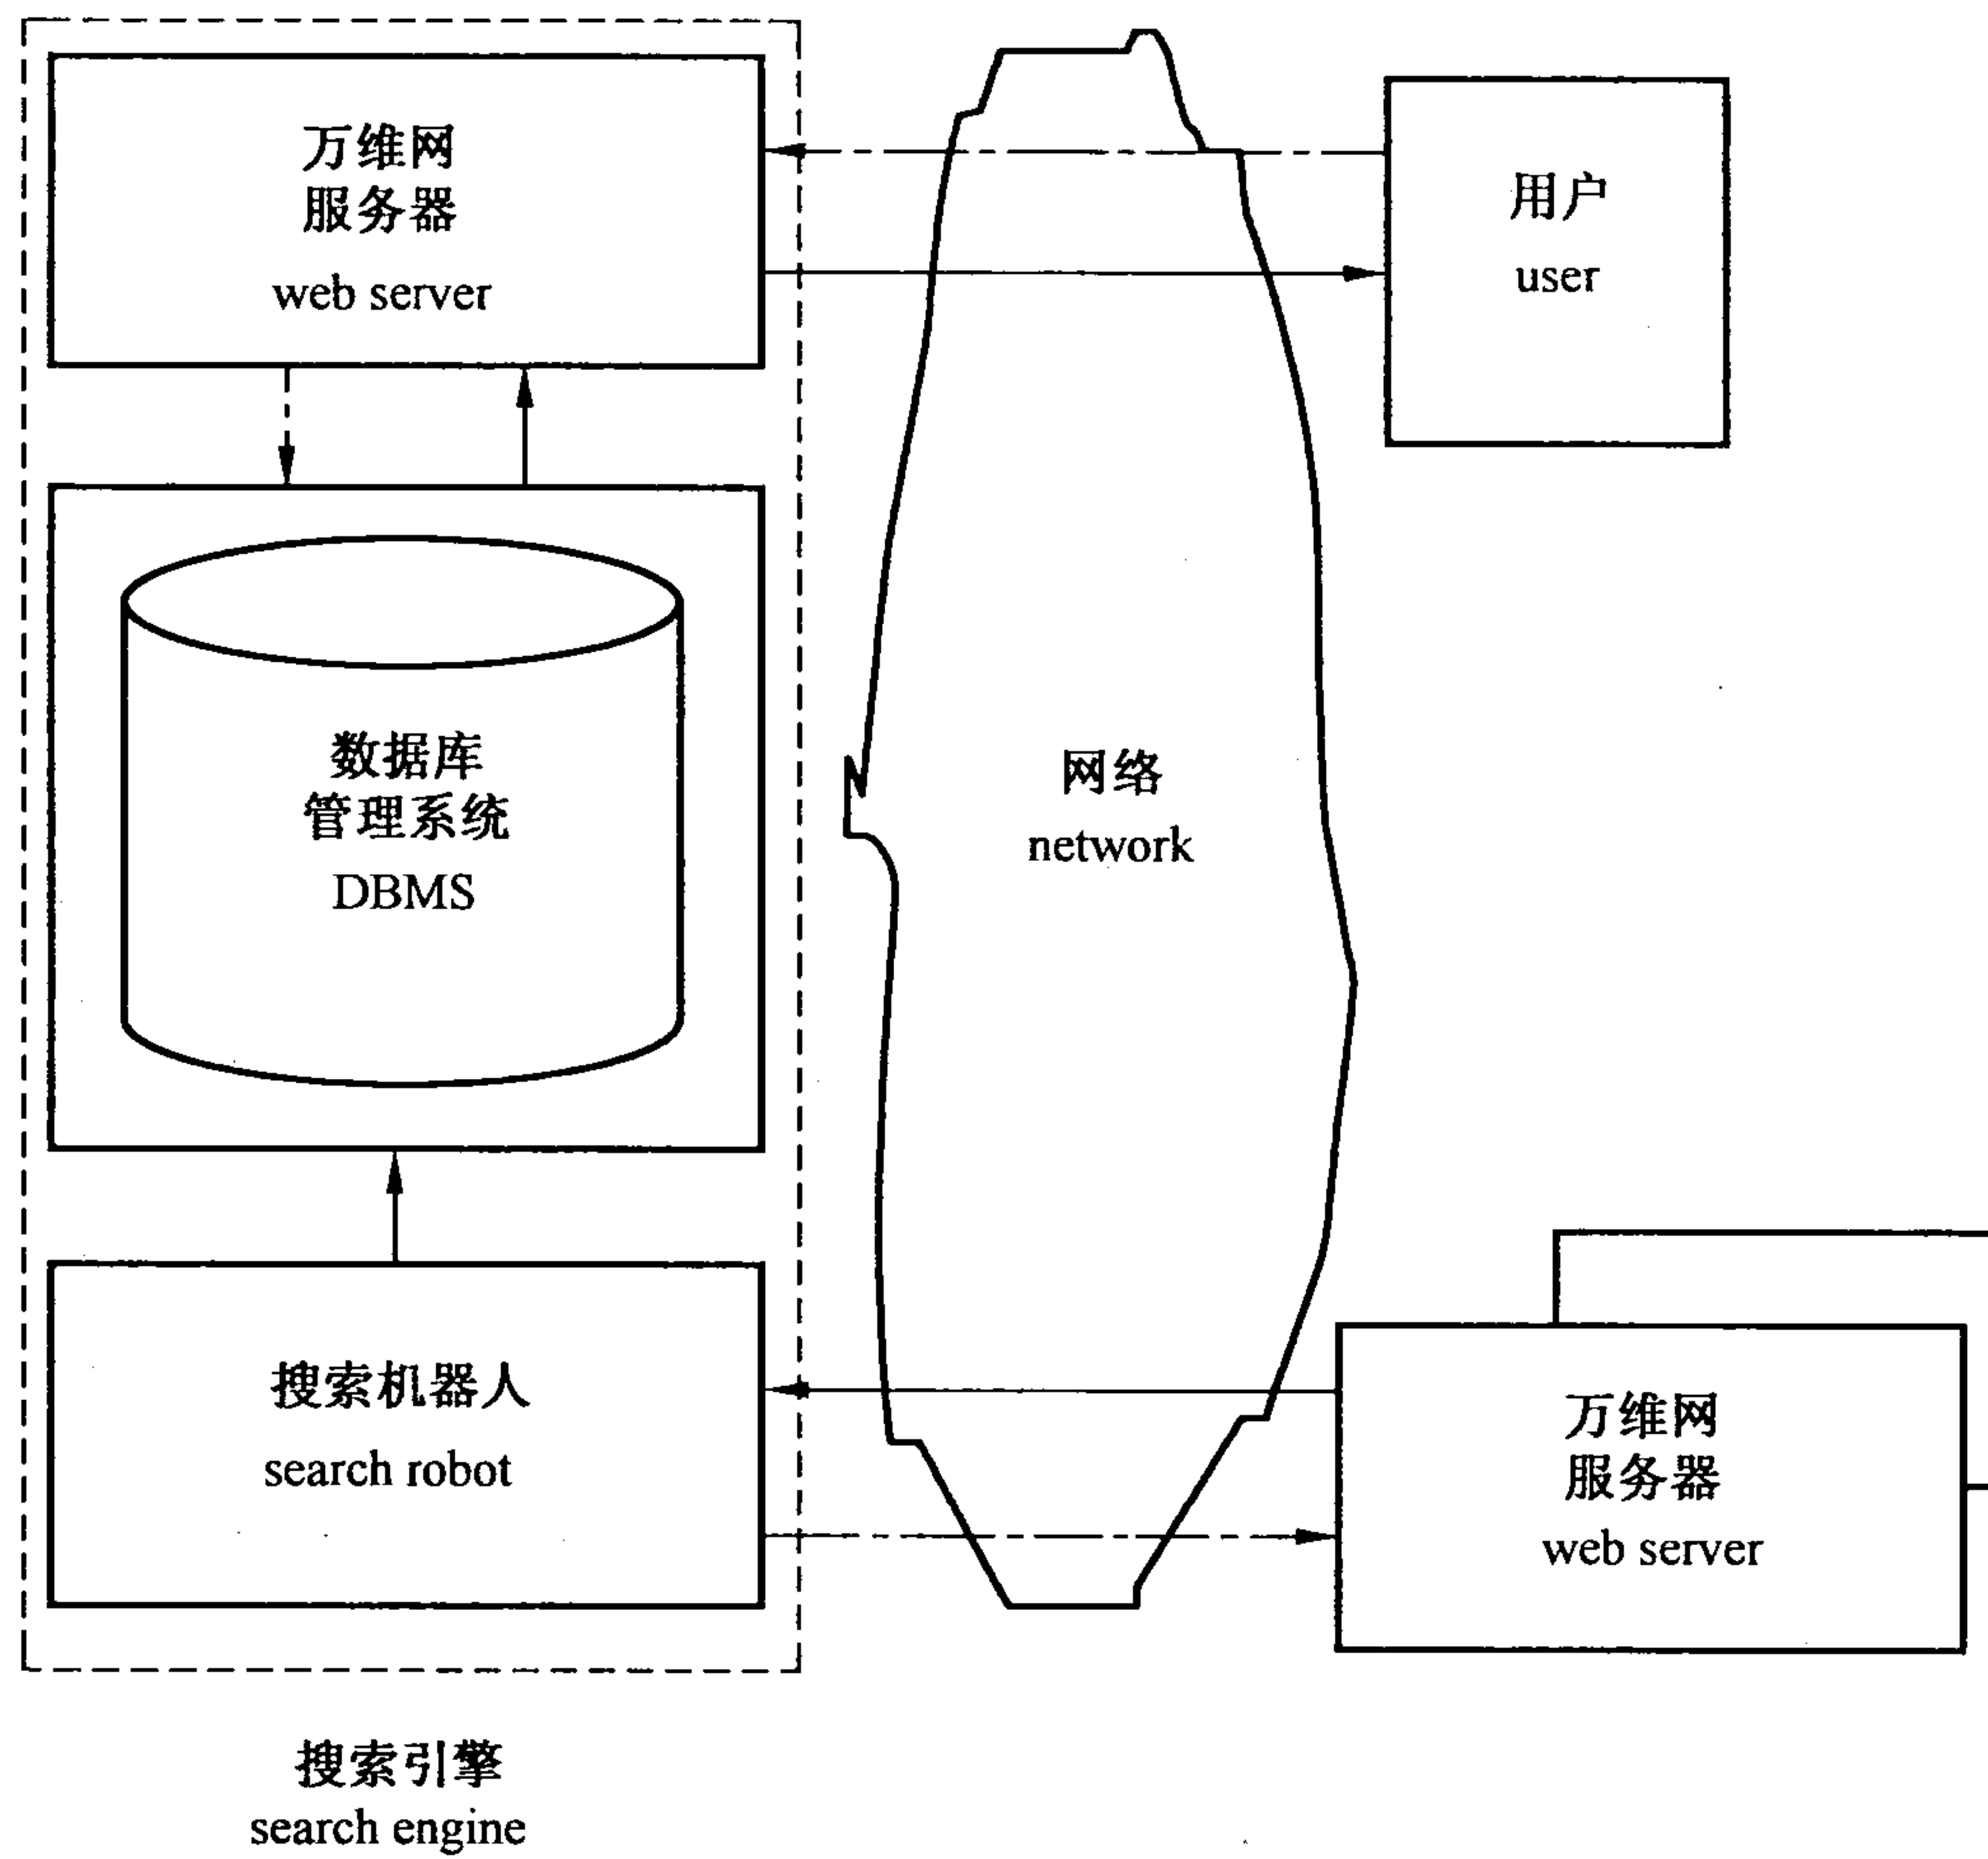 万维网
服务器
web server
用户
user
数据库
管理系统
DBMS
网络
network
搜索机器人
search robot
万维网
服务器
web server
搜索引擎
search engine